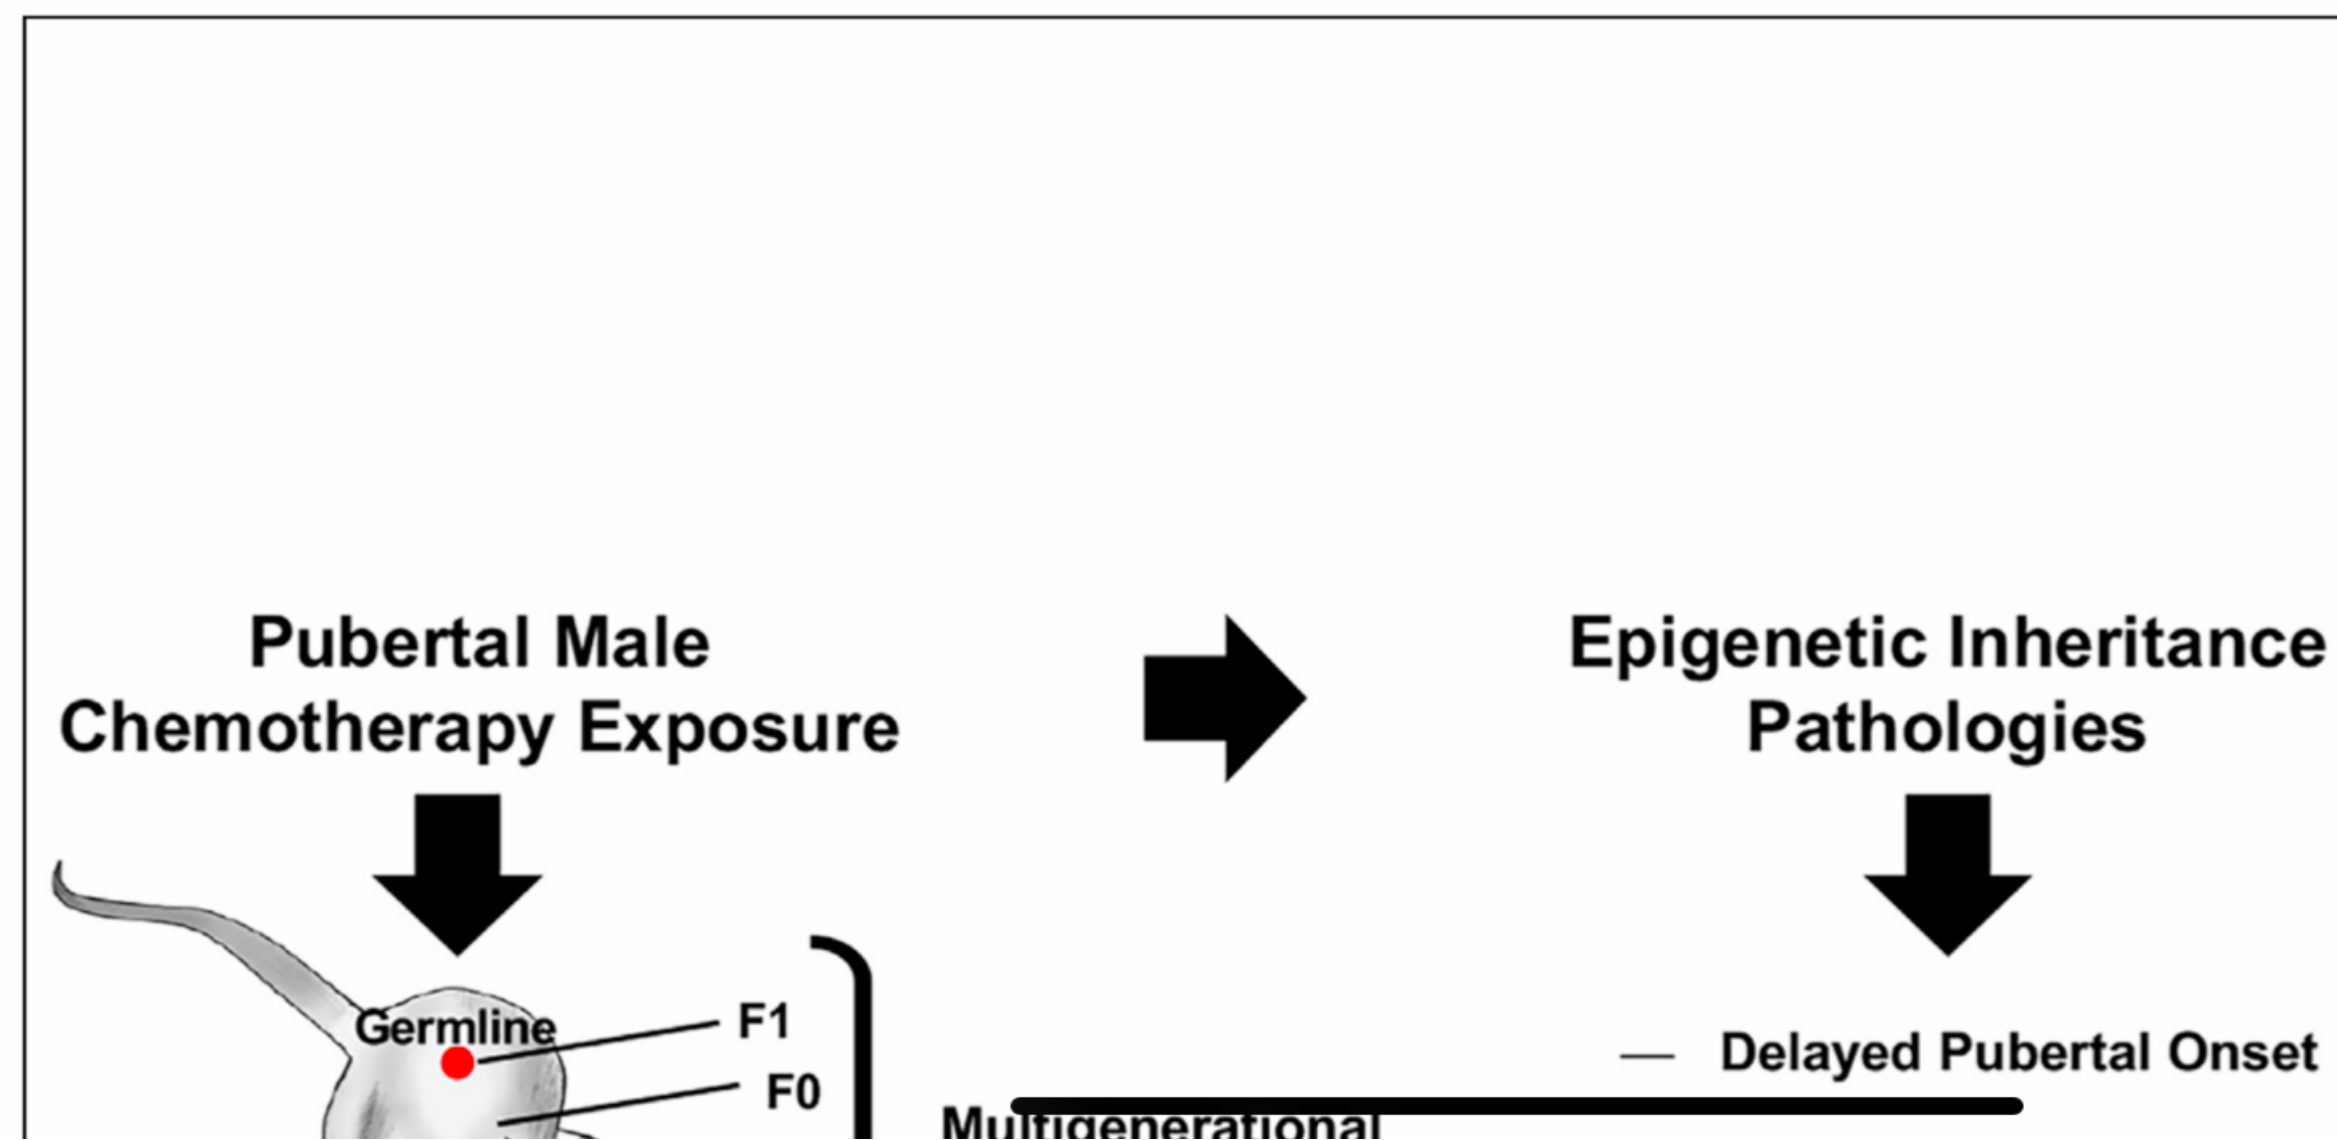 Pubertal Male
Chemotherapy Exposure
Epigenetic Inheritance
Pathologies
Germline
F1
F0
Delayed Pubertal Onset
Multigenerational